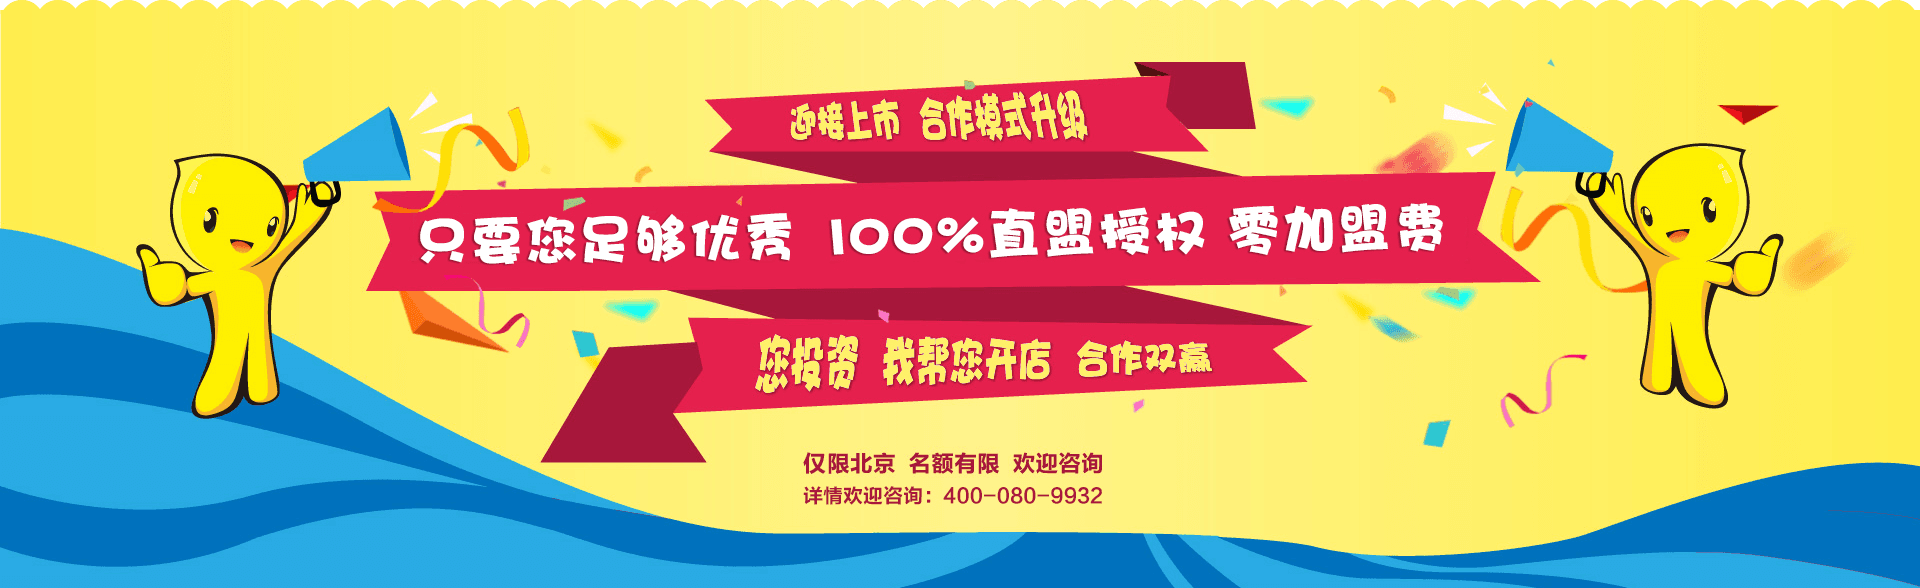 迎接上市 合作模式升级
只要您足够优秀 100%直盟授权 零加盟费
您投资 我帮您开店 合作双赢
仅限北京 名额有限 欢迎咨询
详情欢迎咨询：400-080-9932